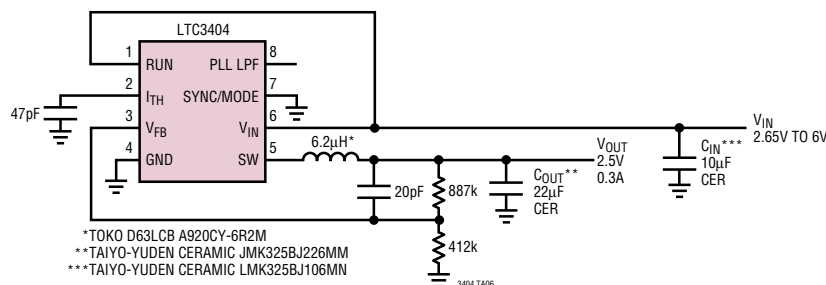 LTC3404
1 RUN PLL LPF 8
2 ITH SYNC/MODE 7
3 VFB VIN 6
4 GND SW 5
47pF
6.2µH*
VIN
2.65V TO 6V
VOUT
2.5V
0.3A
CIN***
10µF
CER
COUT**
22µF
CER
20pF
887k
412k
*TOKO D63LCB A920CY-6R2M
**TAIYO-YUDEN CERAMIC JMK325BJ226MM
***TAIYO-YUDEN CERAMIC LMK325BJ106MN
3404 TA06